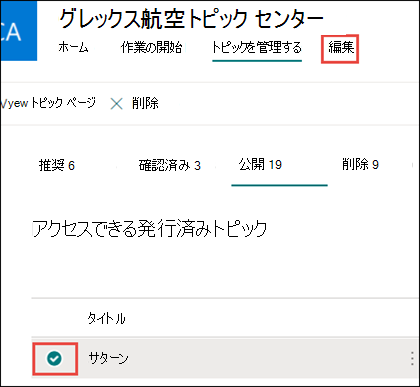 CA
グレックス航空トピック センター
ホーム 作業の開始 トピックを管理する 編集
yew トピック ページ × 削除
推奨 6 確認済み 3 公開 19 削除 9
アクセスできる発行済みトピック
タイトル
サターン